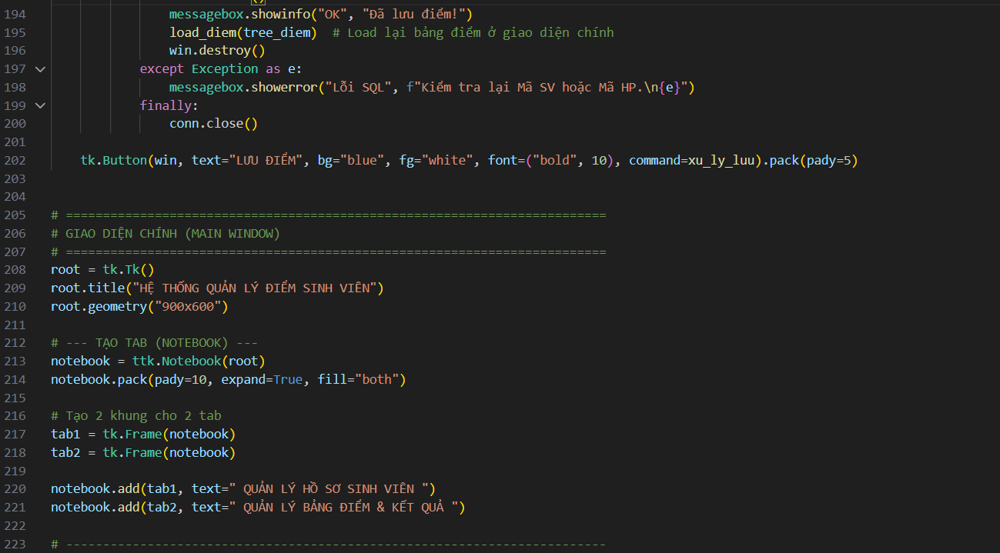 ()
194 messagebox.showinfo("OK", "Đã lưu điểm!")
195 load_diem(tree_diem)  # Load lại bảng điểm ở giao diện chính
196 win.destroy()
197 except Exception as e:
198 messagebox.showerror("Lỗi SQL", f"Kiểm tra lại Mã SV hoặc Mã HP.\n{e}")
199 finally:
200 conn.close()
201
202 tk.Button(win, text="LƯU ĐIỂM", bg="blue", fg="white", font=("bold", 10), command=xu_ly_luu).pack(pady=5)
203
204
205 # =========================================================================
206 # GIAO DIỆN CHÍNH (MAIN WINDOW)
207 # =========================================================================
208 root = tk.Tk()
209 root.title("HỆ THỐNG QUẢN LÝ ĐIỂM SINH VIÊN")
210 root.geometry("900x600")
211
212 # --- TẠO TAB (NOTEBOOK) ---
213 notebook = ttk.Notebook(root)
214 notebook.pack(pady=10, expand=True, fill="both")
215
216 # Tạo 2 khung cho 2 tab
217 tab1 = tk.Frame(notebook)
218 tab2 = tk.Frame(notebook)
219
220 notebook.add(tab1, text=" QUẢN LÝ HỒ SƠ SINH VIÊN ")
221 notebook.add(tab2, text=" QUẢN LÝ BẢNG ĐIỂM & KẾT QUẢ ")
222
223 # -------------------------------------------------------------------------